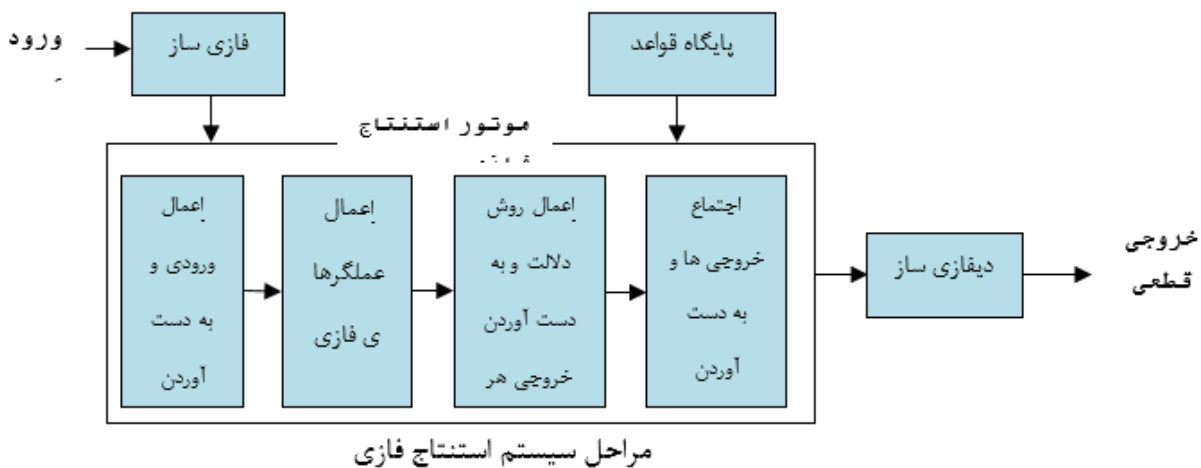 ورود
فازی ساز
پایگاه قواعد
موتور استنتاج
اعمال
ورودی و
به دست
آوردن
اعمال
عملگرها
ی فازی
اعمال روش
دلالت و به
دست آوردن
خروجی هر
اجتماع
خروجی ها و
به دست
آوردن
دیفازی ساز
خروجی
قطعی
مراحل سیستم استنتاج فازی